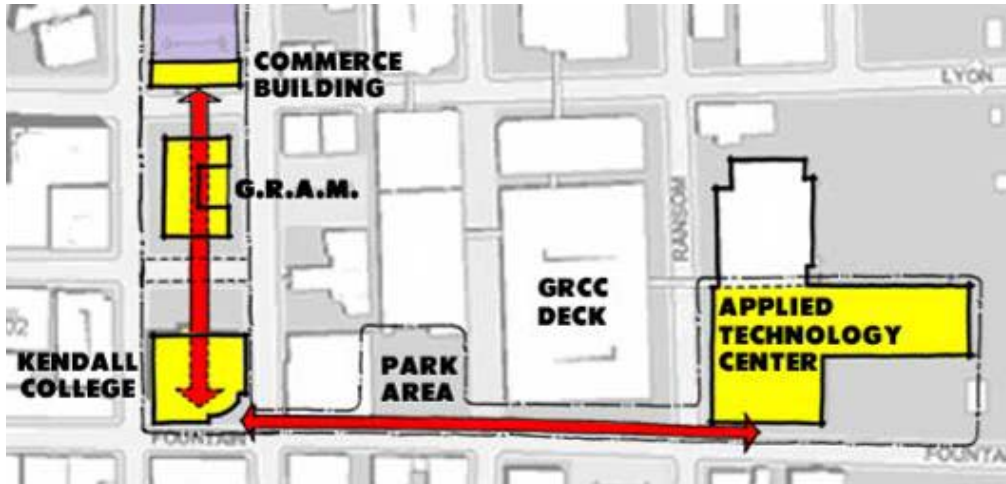 COMMERCE
BUILDING
LYON
G.R.A.M.
RANSOM
GRCC
DECK
APPLIED
TECHNOLOGY
CENTER
KENDALL
COLLEGE
PARK
AREA
FOUNTAIN
FOUNTA